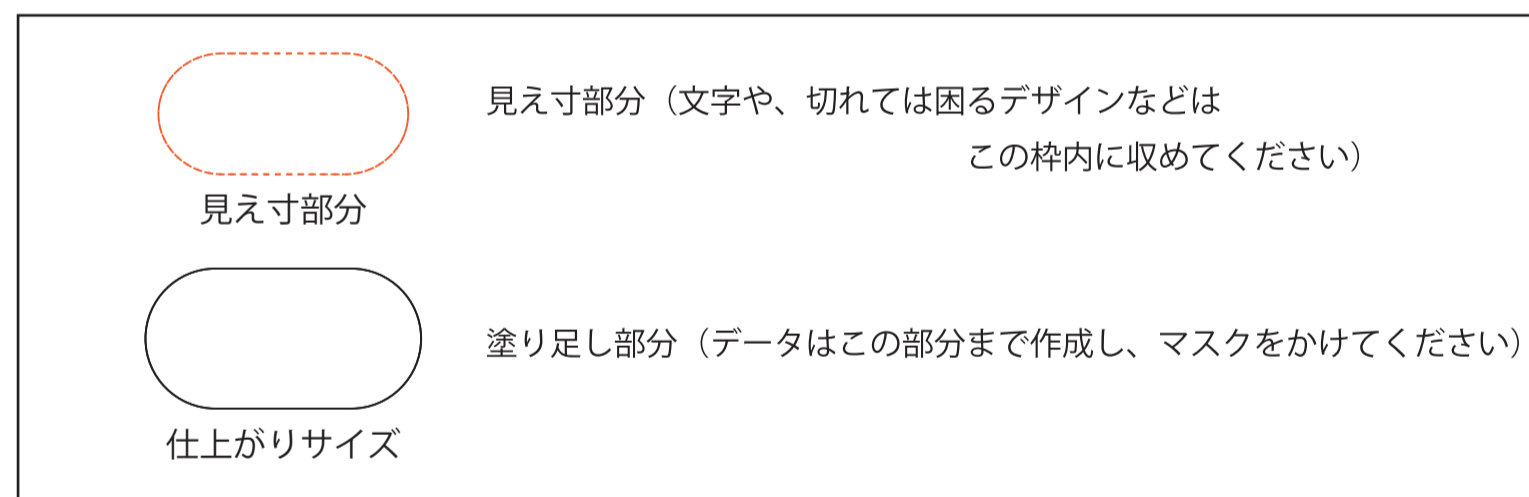 見え寸部分（文字や、切れては困るデザインなどは
この枠内に収めてください）
見え寸部分
塗り足し部分（データはこの部分まで作成し、マスクをかけてください）
仕上がりサイズ